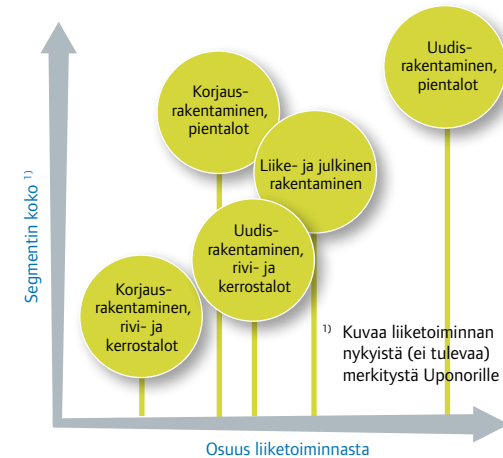 Segmentin koko 1)
Uudis-
rakentaminen,
pientalot
Korjaus-
rakentaminen,
pientalot
Liike- ja julkinen
rakentaminen
Uudis-
rakentaminen,
rivi- ja
kerrostalot
Korjaus-
rakentaminen,
rivi- ja
kerrostalot
1) Kuvaa liiketoiminnan
nykyistä (ei tulevaa)
merkitystä Uponorille
Osuus liiketoiminnasta